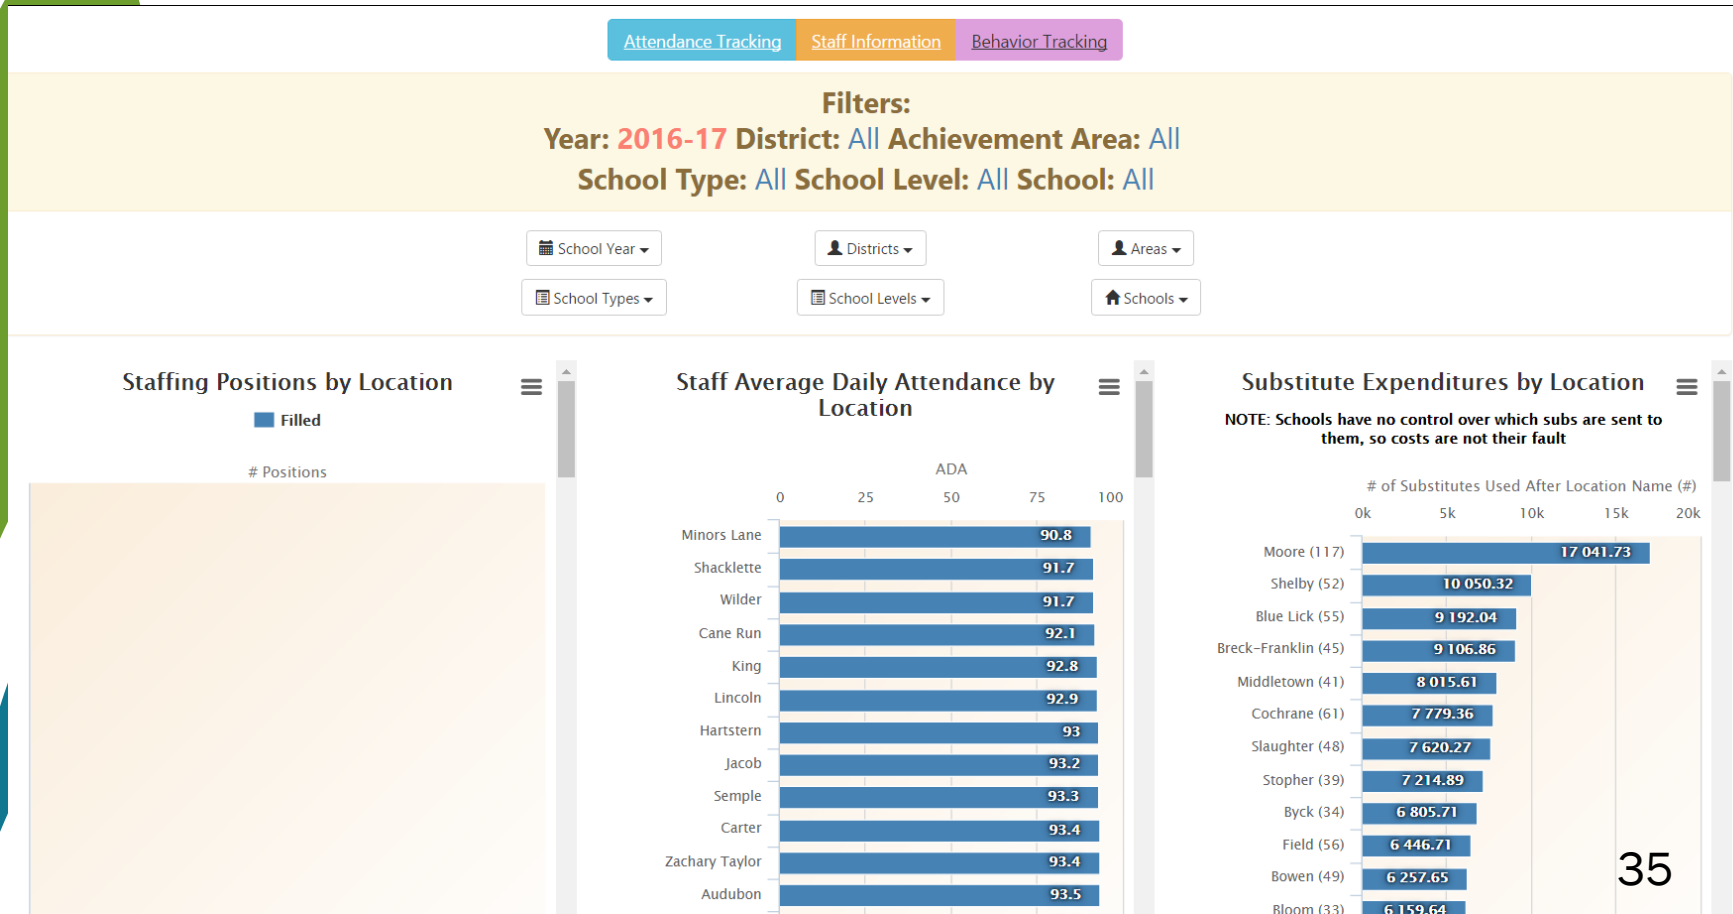 Attendance Tracking Staff Information Behavior Tracking
Filters:
Year: 2016-17 District: All Achievement Area: All
School Type: All School Level: All School: All
School Year Districts Areas
School Types School Levels Schools
Staffing Positions by Location
Filled
# Positions
Staff Average Daily Attendance by
Location
ADA
0 25 50 75 100
Minors Lane 90.8
Shacklette 91.7
Wilder 91.7
Cane Run 92.1
King 92.8
Lincoln 92.9
Hartstern 93
Jacob 93.2
Semple 93.3
Carter 93.4
Zachary Taylor 93.4
Audubon 93.5
Substitute Expenditures by Location
NOTE: Schools have no control over which subs are sent to
them, so costs are not their fault
# of Substitutes Used After Location Name (#)
0k 5k 10k 15k 20k
Moore (117) 17 041.73
Shelby (52) 10 050.32
Blue Lick (55) 9 192.04
Breck-Franklin (45) 9 106.86
Middletown (41) 8 015.61
Cochrane (61) 7 779.36
Slaughter (48) 7 620.27
Stopher (39) 7 214.89
Byck (34) 6 805.71
Field (56) 6 446.71
Bowen (49) 6 257.65
Bloom (33) 6 159.64
35